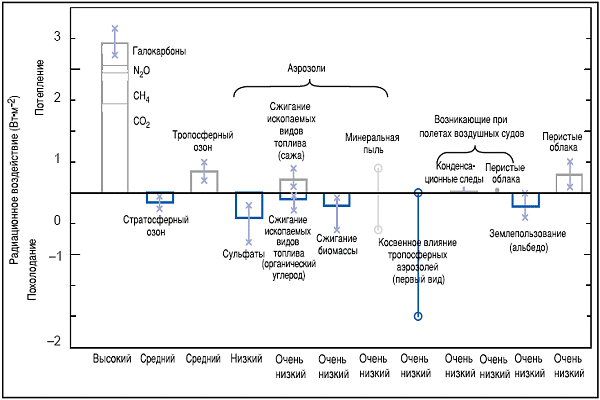 Радиационное воздействие (Вт•м–2)
Потепление
Похолодание
3
2
1
0
–1
–2
Галокарбоны
N2O
CH4
CO2
Стратосферный
озон
Тропосферный
озон
Аэрозоли
Сульфаты
Сжигание
ископаемых
видов
топлива
(сажа)
Сжигание
ископаемых
видов
топлива
(органический
углерод)
Сжигание
биомассы
Минеральная
пыль
Косвенное влияние
тропосферных
аэрозолей
(первый вид)
Возникающие при
полетах воздушных судов
Конденса-
ционные следы
Перистые
облака
Землепользование
(альбедо)
Перистые
облака
Высокий
Средний
Средний
Низкий
Очень
низкий
Очень
низкий
Очень
низкий
Очень
низкий
Очень
низкий
Очень
низкий
Очень
низкий
Очень
низкий